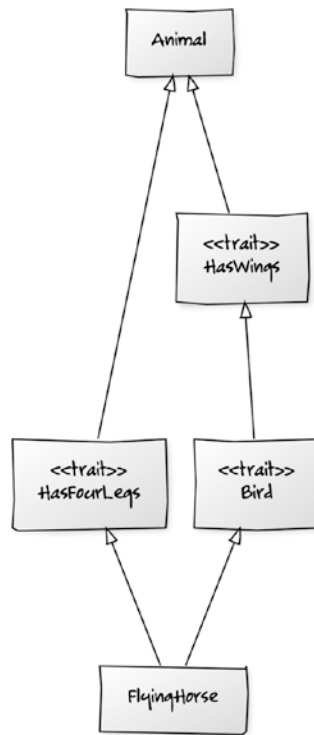 Animal
<<trait>>
HasWings
<<trait>>
HasFourLegs
<<trait>>
Bird
FlyingHorse